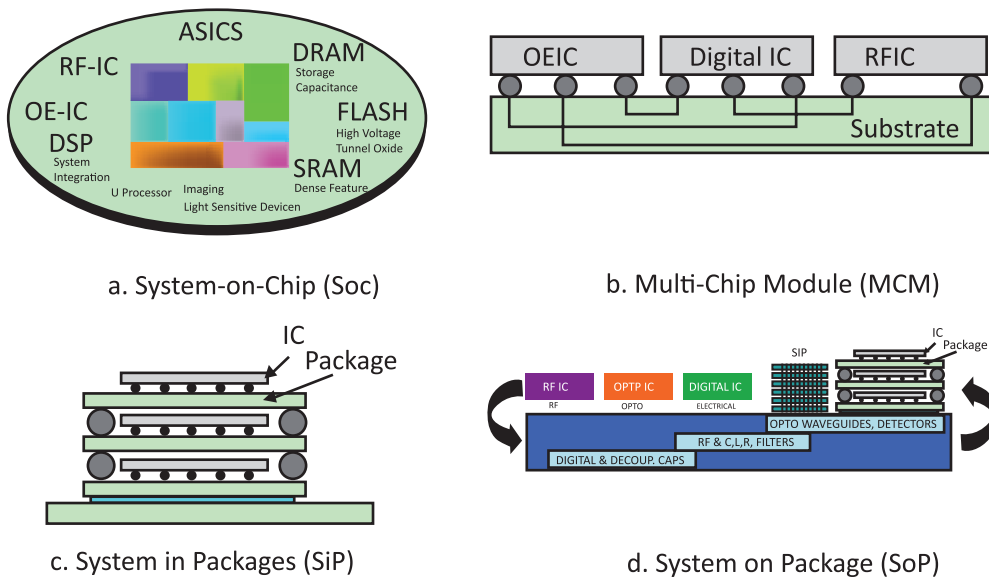 ASICS
RF-IC
DRAM
Storage
Capacitance
OE-IC
FLASH
High Voltage
Tunnel Oxide
DSP
System
Integration
SRAM
Dense Feature
U Processor
Imaging
Light Sensitive Devicen
a. System-on-Chip (Soc)
OEIC
Digital IC
RFIC
Substrate
b. Multi-Chip Module (MCM)
IC
Package
c. System in Packages (SiP)
IC
Package
SIP
RF IC
OPTP IC
DIGITAL IC
RF
OPTO
ELECTRICAL
OPTO WAVEGUIDES, DETECTORS
RF & C,L,R, FILTERS
DIGITAL & DECOUP. CAPS
d. System on Package (SoP)